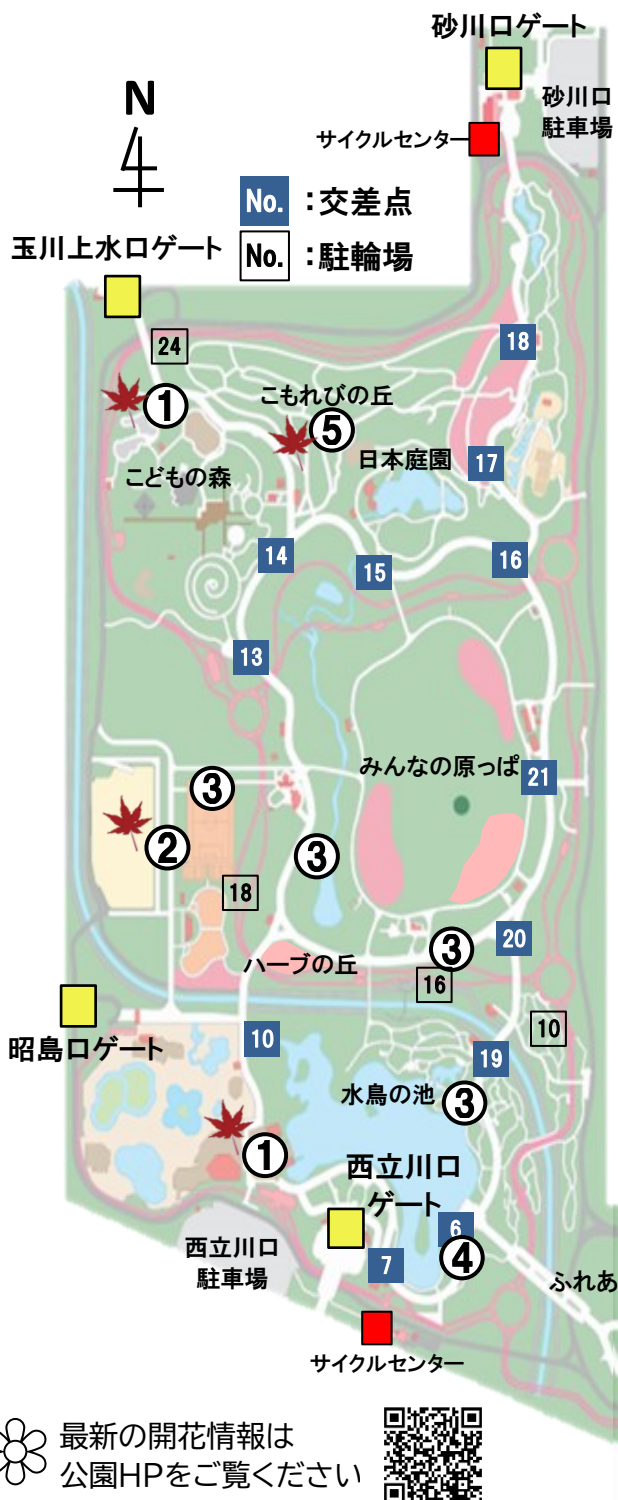 砂川口ゲート
砂川口
駐車場
N
サイクルセンター
No. :交差点
No. :駐輪場
玉川上水口ゲート
24
18
①
こもれびの丘
⑤
日本庭園
17
こどもの森
14
15
16
13
みんなの原っぱ
21
③
②
③
18
20
③
ハーブの丘
16
昭島口ゲート
10
10
19
水鳥の池
③
①
西立川口
ゲート
6
④
7
西立川口
駐車場
ふれあ
サイクルセンター
最新の開花情報は
公園HPをご覧ください